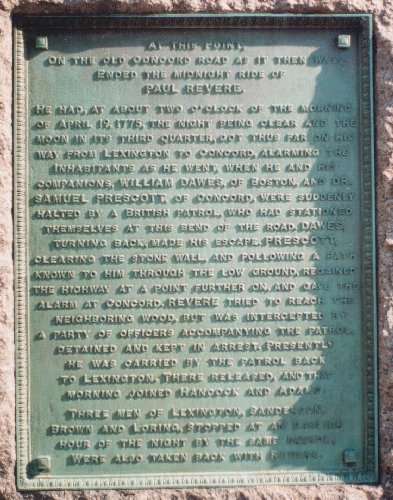 AT THIS POINT,
ON THE OLD CONCORD ROAD AS IT THEN WAS,
ENDED THE MIDNIGHT RIDE OF
PAUL REVERE.
HE HAD, AT ABOUT TWO O'CLOCK OF THE MORNING
OF APRIL 19, 1775, THE NIGHT BEING CLEAR AND THE
MOON IN ITS THIRD QUARTER, GOT THUS FAR ON HIS
WAY FROM LEXINGTON TO CONCORD, ALARMING THE
INHABITANTS AS HE WENT, WHEN HE AND HIS
COMPANIONS, WILLIAM DAWES, OF BOSTON, AND DR.
SAMUEL PRESCOTT, OF CONCORD, WERE SUDDENLY
HALTED BY A BRITISH PATROL, WHO HAD STATIONED
THEMSELVES AT THIS BEND OF THE ROAD. DAWES,
TURNING BACK, MADE HIS ESCAPE. PRESCOTT,
CLEARING THE STONE WALL, AND FOLLOWING A PATH
KNOWN TO HIM THROUGH THE LOW GROUND, REGAINED
THE HIGHWAY AT A POINT FURTHER ON, AND GAVE THE
ALARM AT CONCORD. REVERE TRIED TO REACH THE
NEIGHBORING WOOD, BUT WAS INTERCEPTED BY
A PARTY OF OFFICERS ACCOMPANYING THE PATROL,
DETAINED AND KEPT IN ARREST. PRESENTLY
HE WAS CARRIED BY THE PATROL BACK
TO LEXINGTON, THERE RELEASED, AND THAT
MORNING JOINED HANCOCK AND ADAMS.
THREE MEN OF LEXINGTON, SANDERSON,
BROWN AND LORING, STOPPED AT AN EARLIER
HOUR OF THE NIGHT BY THE SAME PATROL,
WERE ALSO TAKEN BACK WITH REVERE.